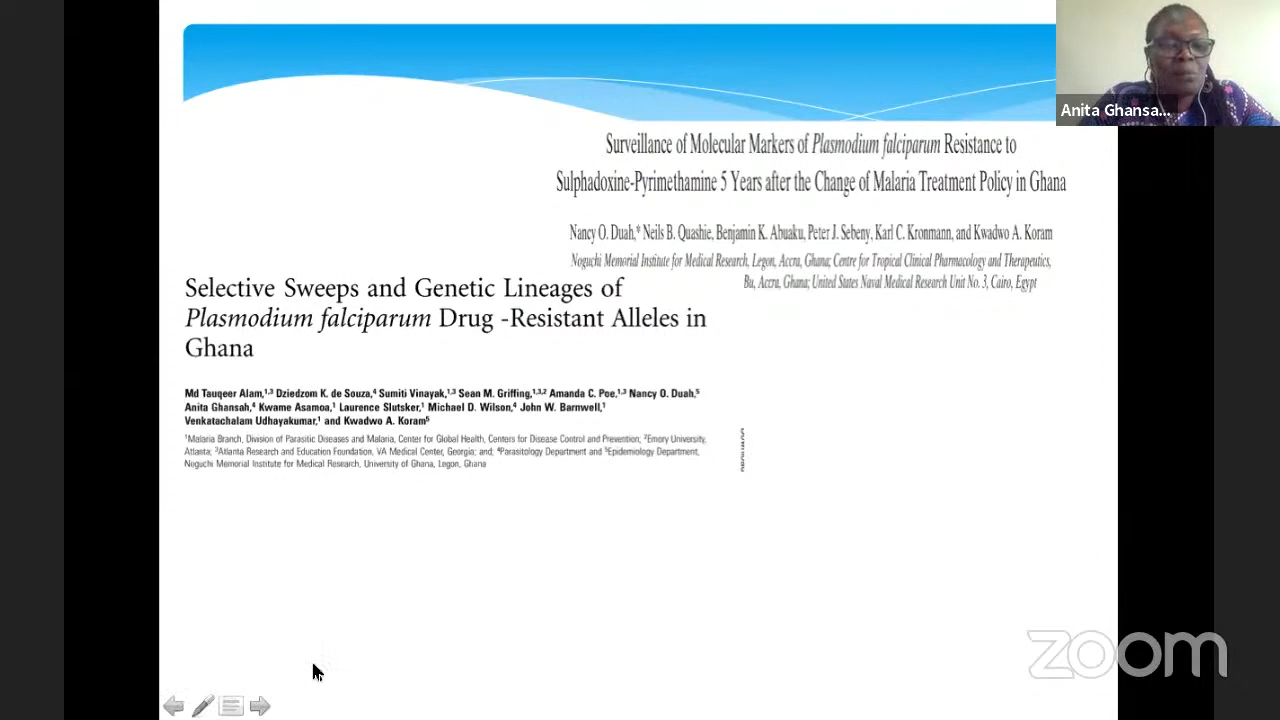 Anita Ghansa...
Surveillance of Molecular Markers of Plasmodium falciparum Resistance to
Sulphadoxine-Pyrimethamine 5 Years after the Change of Malaria Treatment Policy in Ghana
Nancy O. Duah,* Neils B. Quashie, Benjamin K. Abuaku, Peter J. Sebeny, Karl C. Kronmann, and Kwadwo A. Koram
Noguchi Memorial Institute for Medical Research, Legon, Accra, Ghana; Centre for Tropical Clinical Pharmacology and Therapeutics,
Bu, Accra, Ghana; United States Naval Medical Research Unit No. 3, Cairo, Egypt
Selective Sweeps and Genetic Lineages of
Plasmodium falciparum Drug -Resistant Alleles in
Ghana
Md Tauqeer Alam,1,3 Dziedzom K. de Souza,4 Sumiti Vinayak,1,3 Sean M. Griffing,1,3,2 Amanda C. Poe,1,3 Nancy O. Duah,5
Anita Ghansah,4 Kwame Asamoa,1 Laurence Slutsker,1 Michael D. Wilson,4 John W. Barnwell,1
Venkatachalam Udhayakumar,1 and Kwadwo A. Koram5
1Malaria Branch, Division of Parasitic Diseases and Malaria, Center for Global Health, Centers for Disease Control and Prevention; 2Emory University,
Atlanta; 3Atlanta Research and Education Foundation, VA Medical Center, Georgia; and; 4Parasitology Department and 5Epidemiology Department,
Noguchi Memorial Institute for Medical Research, University of Ghana, Legon, Ghana
zoom